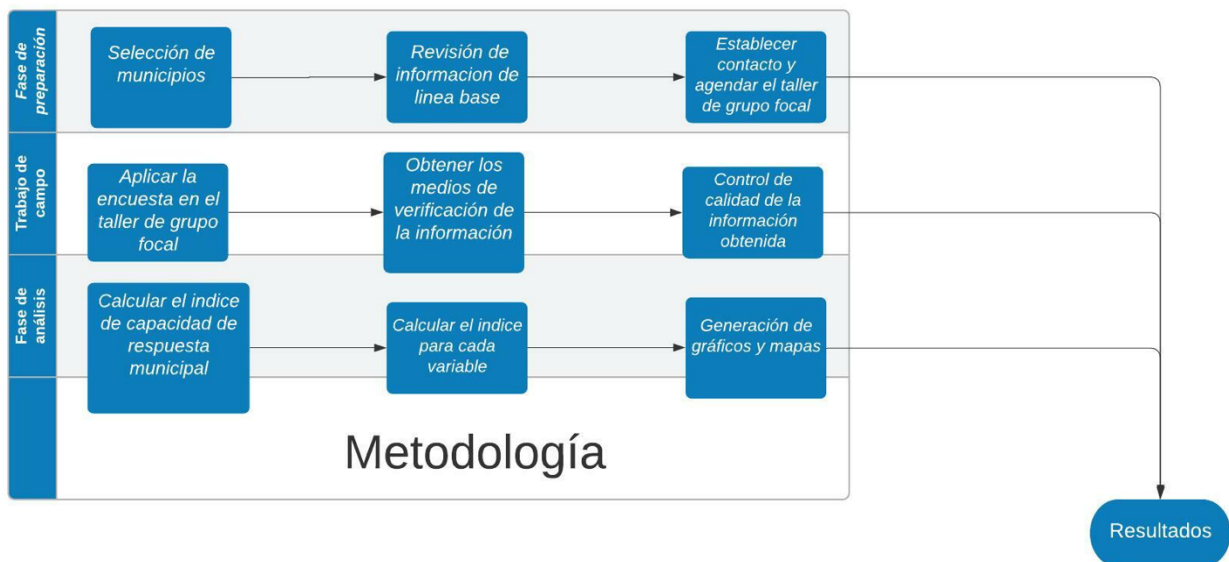 Fase de
preparación
Selección de
municipios
Revisión de
informacion de
linea base
Establecer
contacto y
agendar el taller
de grupo focal
Trabajo de
campo
Aplicar la
encuesta en el
taller de grupo
focal
Obtener los
medios de
verificación de
la información
Control de
calidad de la
información
obtenida
Fase de
análisis
Calcular el indice
de capacidad de
respuesta
municipal
Calcular el indice
para cada
variable
Generación de
gráficos y mapas
Metodología
Resultados